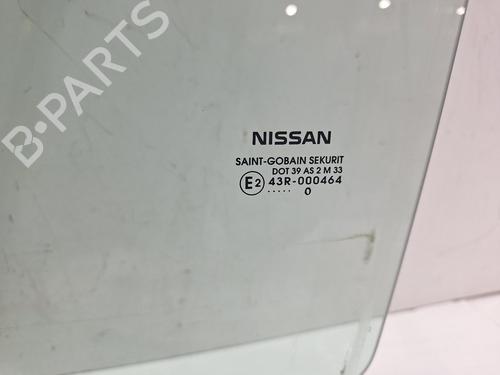 B-PARTS
NISSAN
SAINT-GOBAIN SEKURIT
DOT 39 AS 2 M 33
E2 43R-000464
..... 0